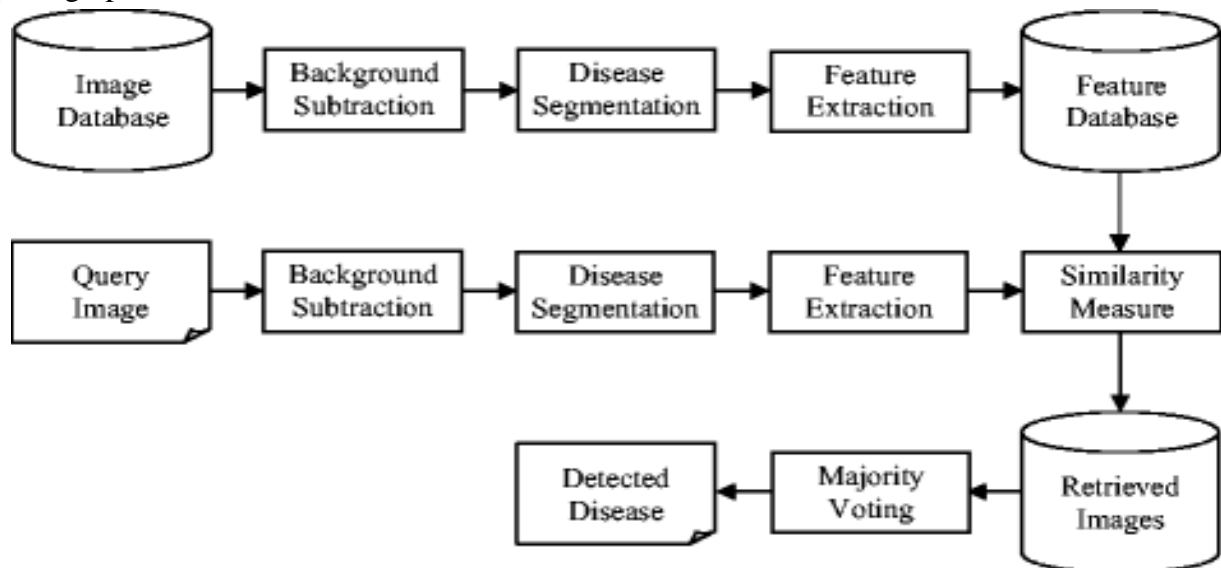 Image
Database
Background
Subtraction
Disease
Segmentation
Feature
Extraction
Feature
Database
Query
Image
Background
Subtraction
Disease
Segmentation
Feature
Extraction
Similarity
Measure
Detected
Disease
Majority
Voting
Retrieved
Images